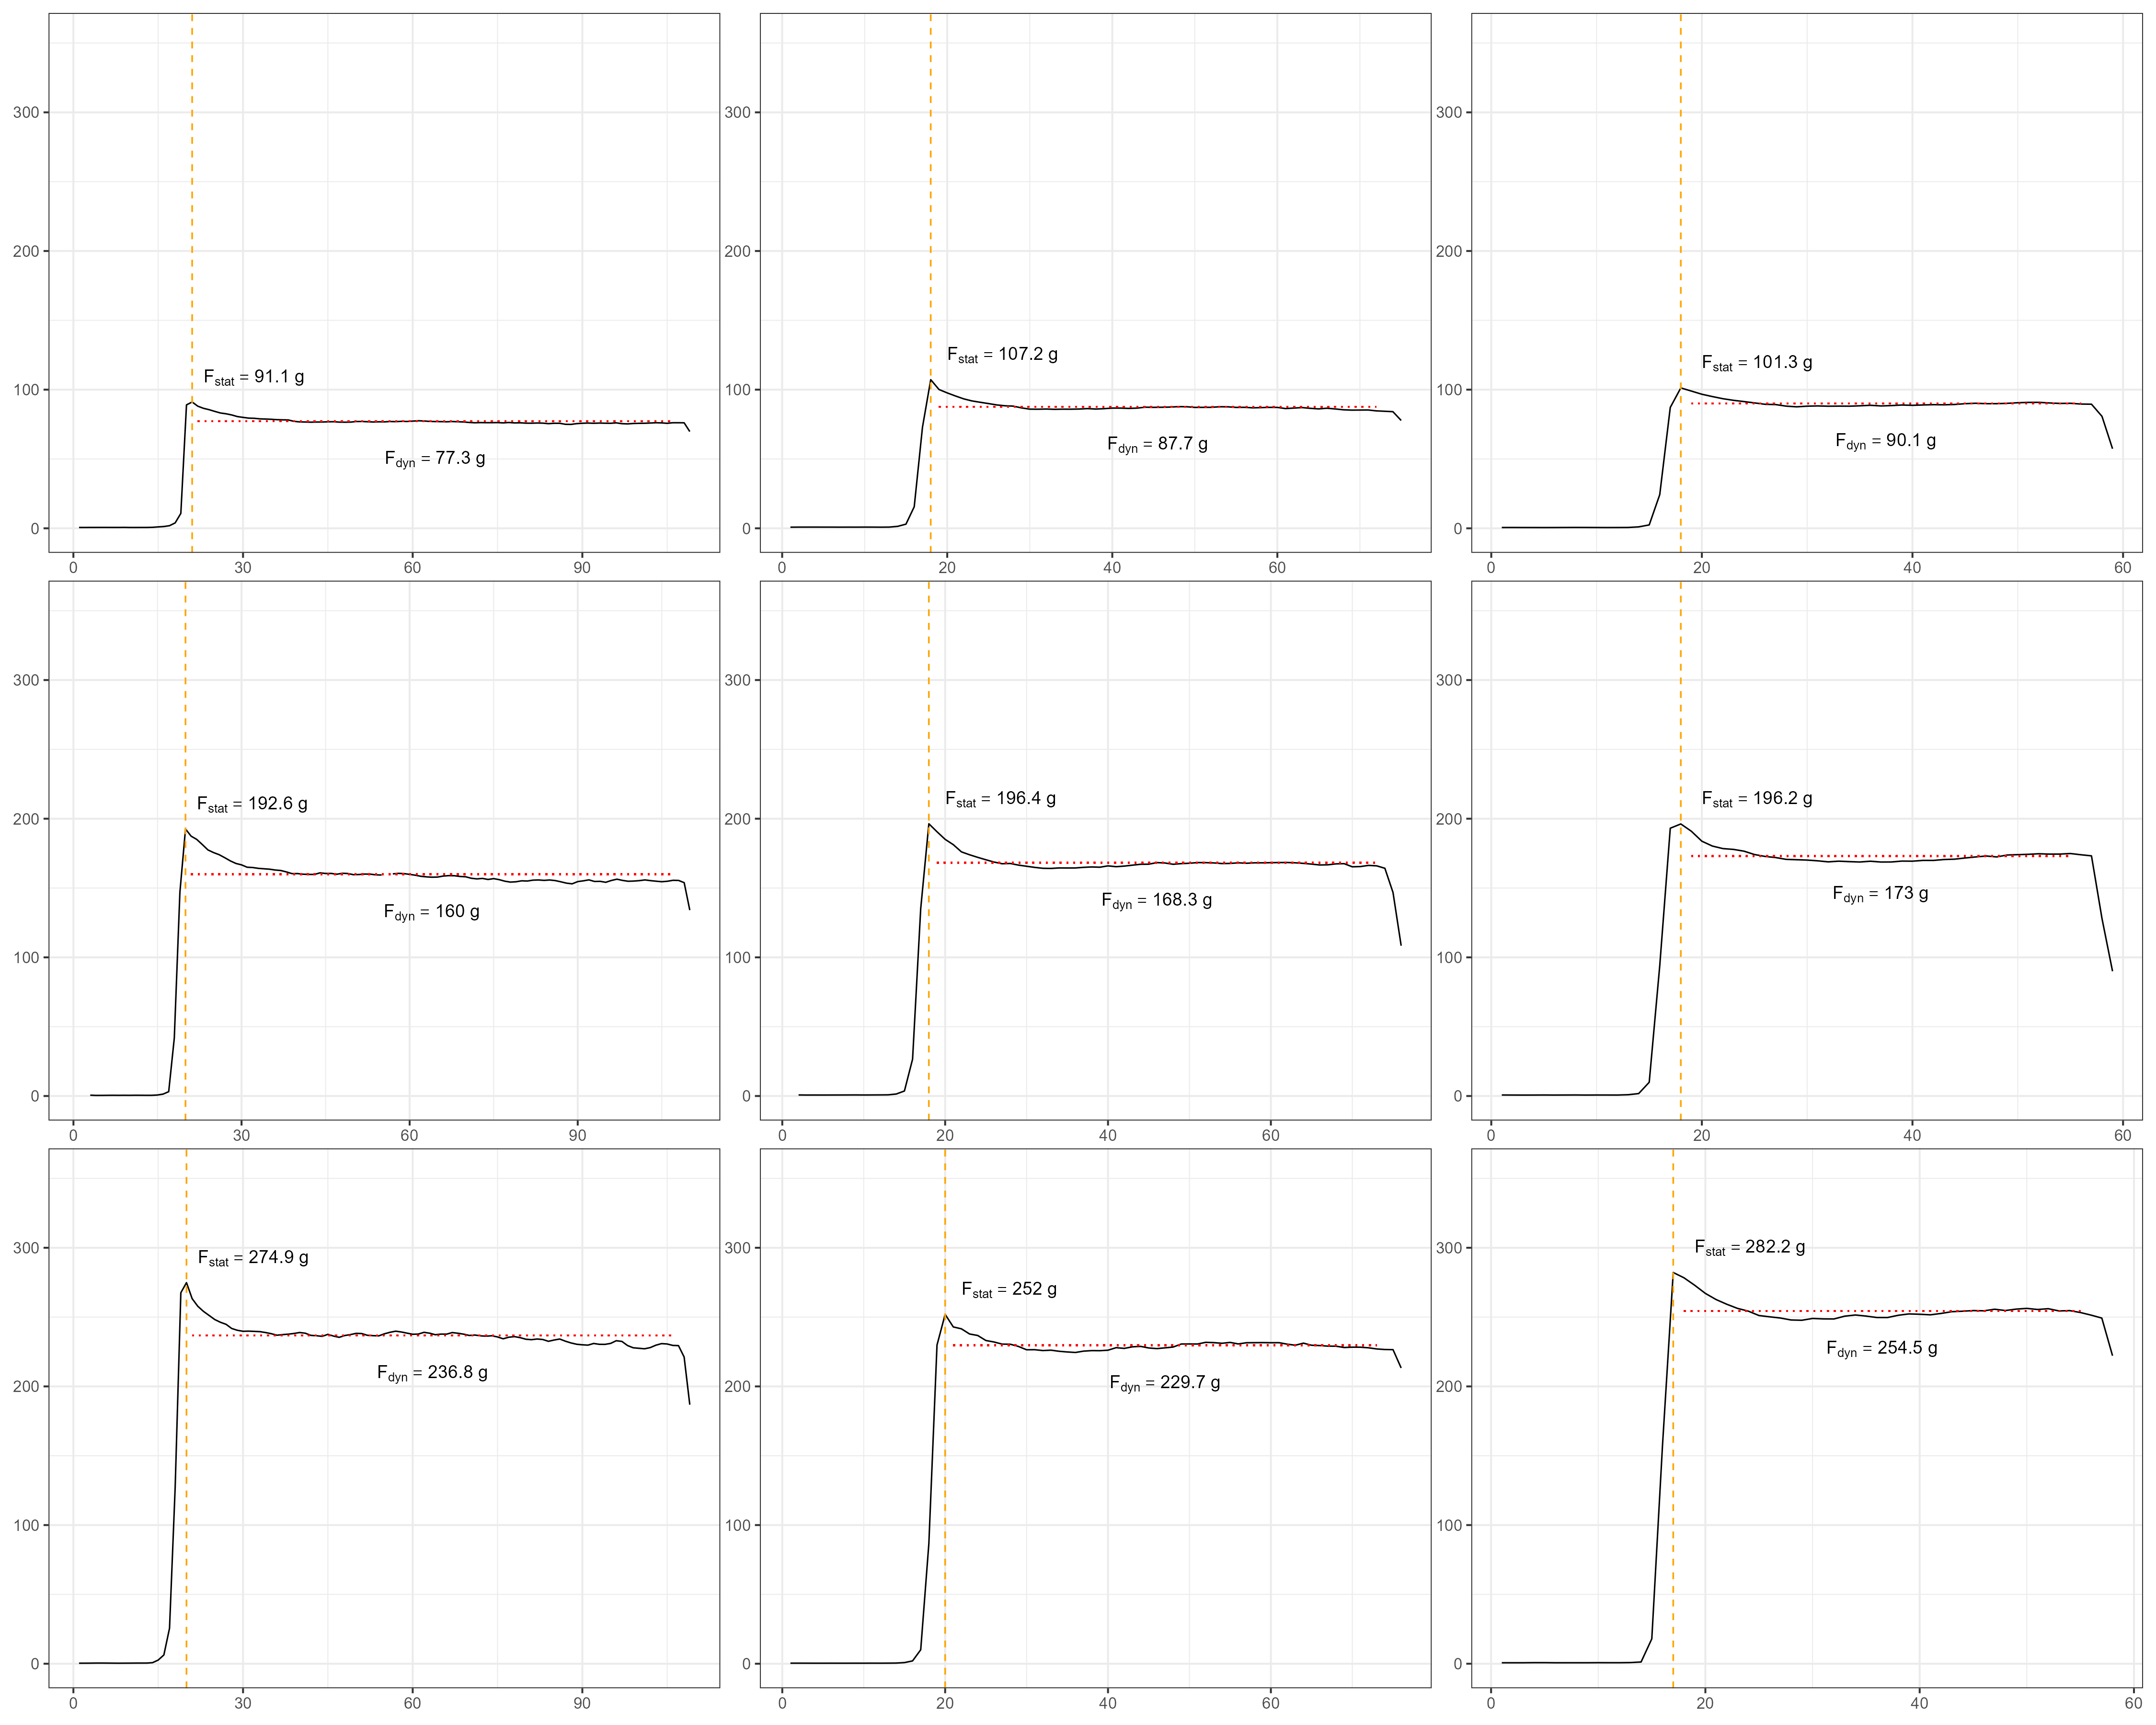 300
200
100
0
F_stat = 91.1 g
F_dyn = 77.3 g
0 30 60 90
300
200
100
0
F_stat = 107.2 g
F_dyn = 87.7 g
0 20 40 60
300
200
100
0
F_stat = 101.3 g
F_dyn = 90.1 g
0 20 40 60
300
200
100
0
F_stat = 192.6 g
F_dyn = 160 g
0 30 60 90
300
200
100
0
F_stat = 196.4 g
F_dyn = 168.3 g
0 20 40 60
300
200
100
0
F_stat = 196.2 g
F_dyn = 173 g
0 20 40 60
300
200
100
0
F_stat = 274.9 g
F_dyn = 236.8 g
0 30 60 90
300
200
100
0
F_stat = 252 g
F_dyn = 229.7 g
0 20 40 60
300
200
100
0
F_stat = 282.2 g
F_dyn = 254.5 g
0 20 40 60